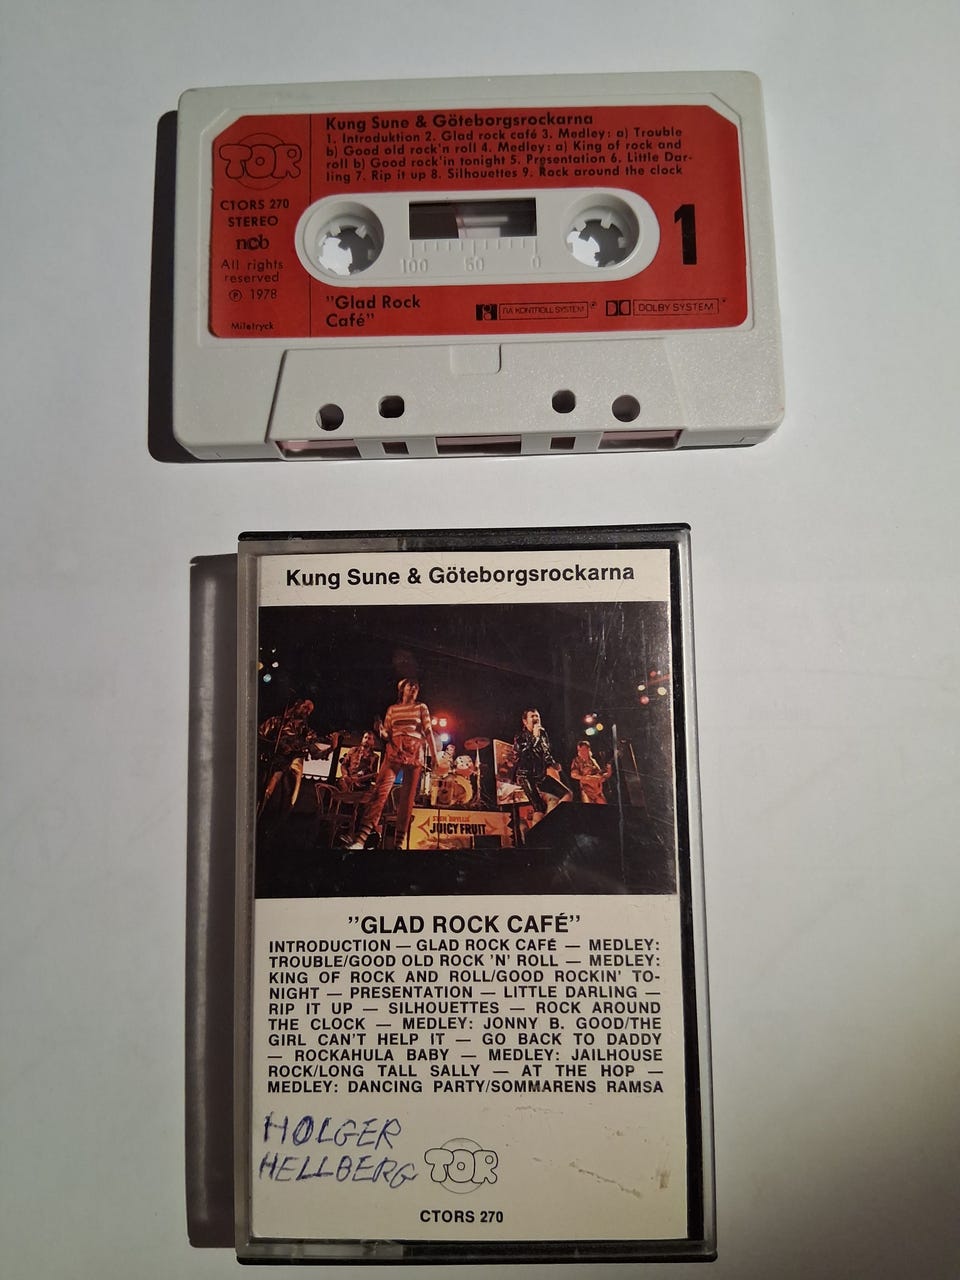 Kung Sune & Göteborgsrockarna
1. Introduktion 2. Glad rock café 3. Medley: a) Trouble
b) Good old rock'n roll 4. Medley: a) King of rock and
roll b) Good rock'in tonight 5. Presentation 6. Little Dar-
ling 7. Rip it up 8. Silhouettes 9. Rock around the clock
TOR
CTORS 270
STEREO
ncb
All rights
reserved
℗ 1978
Miletryck
1
100 50 0
"Glad Rock
Café"
KONTROLL SYSTEM
DOLBY SYSTEM
Kung Sune & Göteborgsrockarna
JUICY FRUIT
"GLAD ROCK CAFÉ"
INTRODUCTION — GLAD ROCK CAFÉ — MEDLEY:
TROUBLE/GOOD OLD ROCK 'N' ROLL — MEDLEY:
KING OF ROCK AND ROLL/GOOD ROCKIN' TO-
NIGHT — PRESENTATION — LITTLE DARLING —
RIP IT UP — SILHOUETTES — ROCK AROUND
THE CLOCK — MEDLEY: JONNY B. GOOD/THE
GIRL CAN'T HELP IT — GO BACK TO DADDY
— ROCKAHULA BABY — MEDLEY: JAILHOUSE
ROCK/LONG TALL SALLY — AT THE HOP —
MEDLEY: DANCING PARTY/SOMMARENS RAMSA
HOLGER
HELLBERG
TOR
CTORS 270